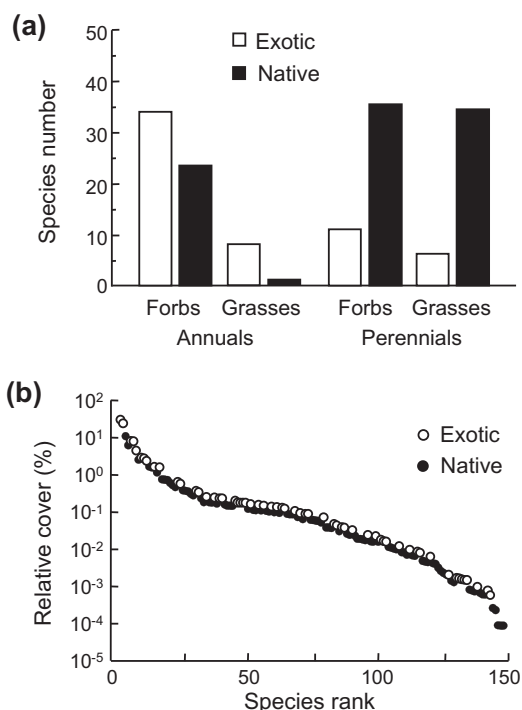 (a)
50
40
30
20
10
0
Species number
Exotic
Native
Forbs Grasses Forbs Grasses
Annuals Perennials
(b)
10²
10¹
10⁰
10⁻¹
10⁻²
10⁻³
10⁻⁴
10⁻⁵
Relative cover (%)
Exotic
Native
0 50 100 150
Species rank